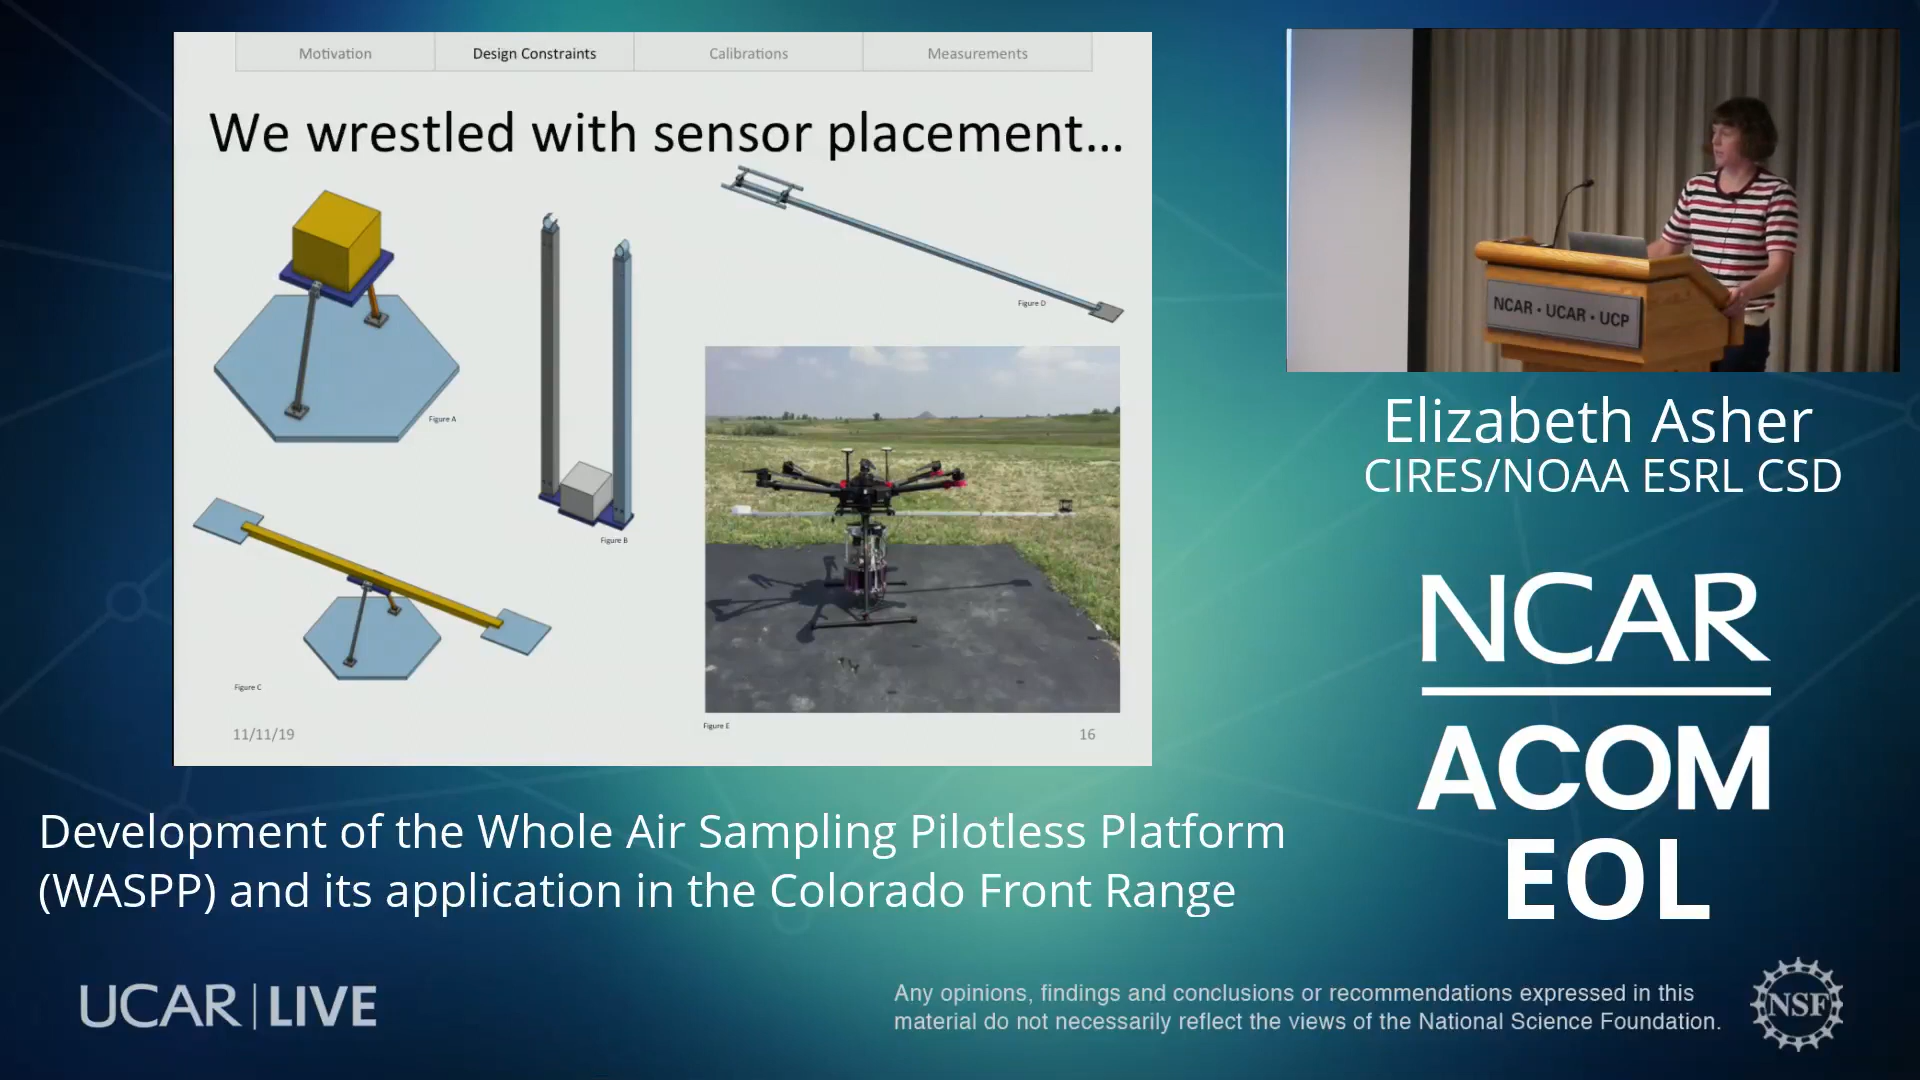 Motivation
Design Constraints
Calibrations
Measurements
We wrestled with sensor placement...
Figure A
Figure B
Figure C
Figure D
Figure E
11/11/19
16
NCAR • UCAR • UCP
Elizabeth Asher
CIRES/NOAA ESRL CSD
NCAR
ACOM
EOL
Development of the Whole Air Sampling Pilotless Platform
(WASPP) and its application in the Colorado Front Range
UCAR | LIVE
Any opinions, findings and conclusions or recommendations expressed in this
material do not necessarily reflect the views of the National Science Foundation.
NSF